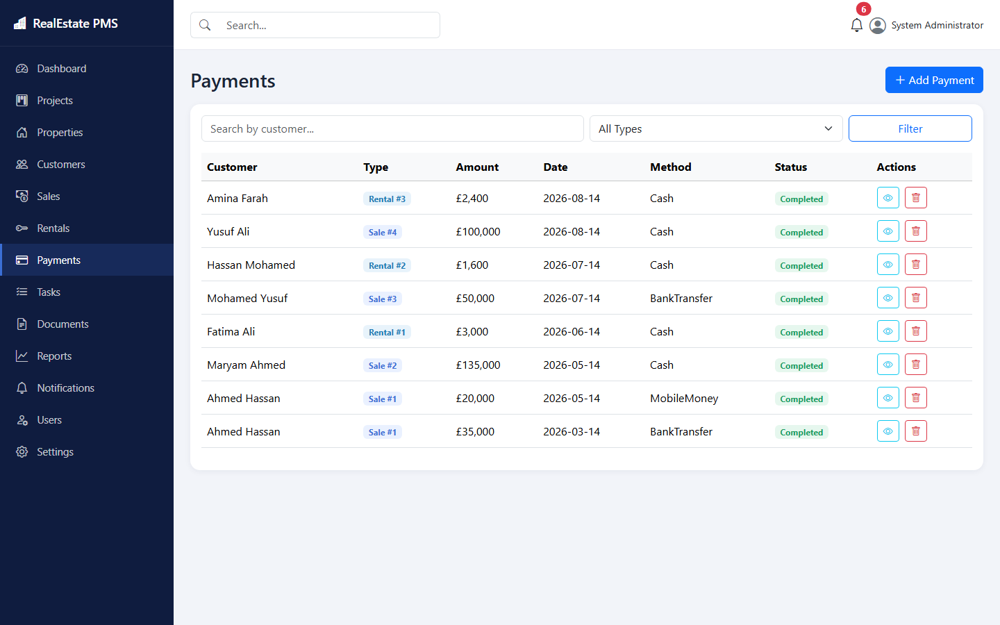 RealEstate PMS
Search...
6
System Administrator
Dashboard
Projects
Properties
Customers
Sales
Rentals
Payments
Tasks
Documents
Reports
Notifications
Users
Settings
Payments
Add Payment
Search by customer...
All Types
Filter
Customer Type Amount Date Method Status Actions
Amina Farah Rental #3 £2,400 2026-08-14 Cash Completed
Yusuf Ali Sale #4 £100,000 2026-08-14 Cash Completed
Hassan Mohamed Rental #2 £1,600 2026-07-14 Cash Completed
Mohamed Yusuf Sale #3 £50,000 2026-07-14 BankTransfer Completed
Fatima Ali Rental #1 £3,000 2026-06-14 Cash Completed
Maryam Ahmed Sale #2 £135,000 2026-05-14 Cash Completed
Ahmed Hassan Sale #1 £20,000 2026-05-14 MobileMoney Completed
Ahmed Hassan Sale #1 £35,000 2026-03-14 BankTransfer Completed